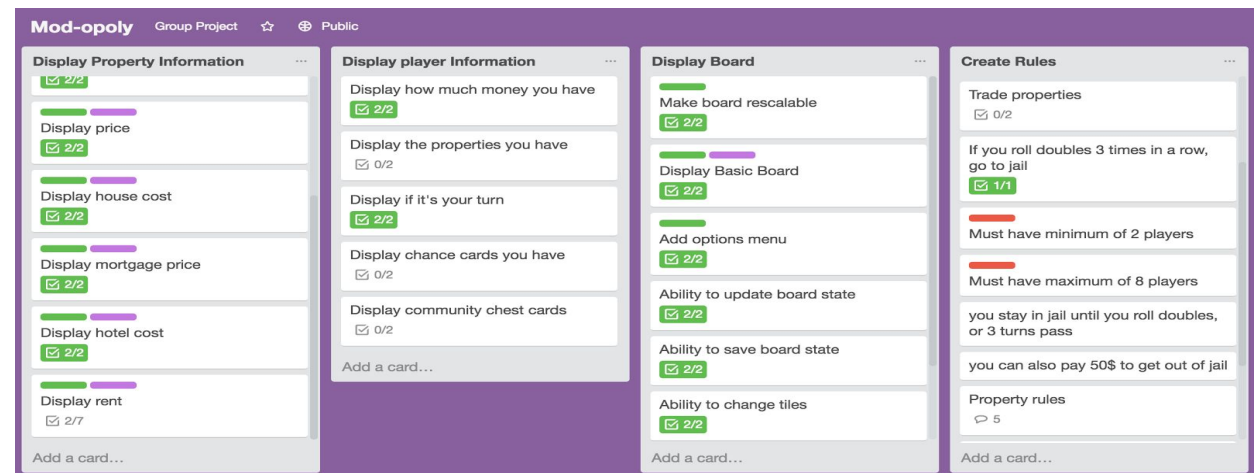 Mod-opoly Group Project Public
Display Property Information ...
2/2
Display price
2/2
Display house cost
2/2
Display mortgage price
2/2
Display hotel cost
2/2
Display rent
2/7
Add a card...
Display player Information ...
Display how much money you have
2/2
Display the properties you have
0/2
Display if it's your turn
2/2
Display chance cards you have
0/2
Display community chest cards
0/2
Add a card...
Display Board ...
Make board rescalable
2/2
Display Basic Board
2/2
Add options menu
2/2
Ability to update board state
2/2
Ability to save board state
2/2
Ability to change tiles
2/2
Add a card...
Create Rules ...
Trade properties
0/2
If you roll doubles 3 times in a row,
go to jail
1/1
Must have minimum of 2 players
Must have maximum of 8 players
you stay in jail until you roll doubles,
or 3 turns pass
you can also pay 50$ to get out of jail
Property rules
5
Add a card...